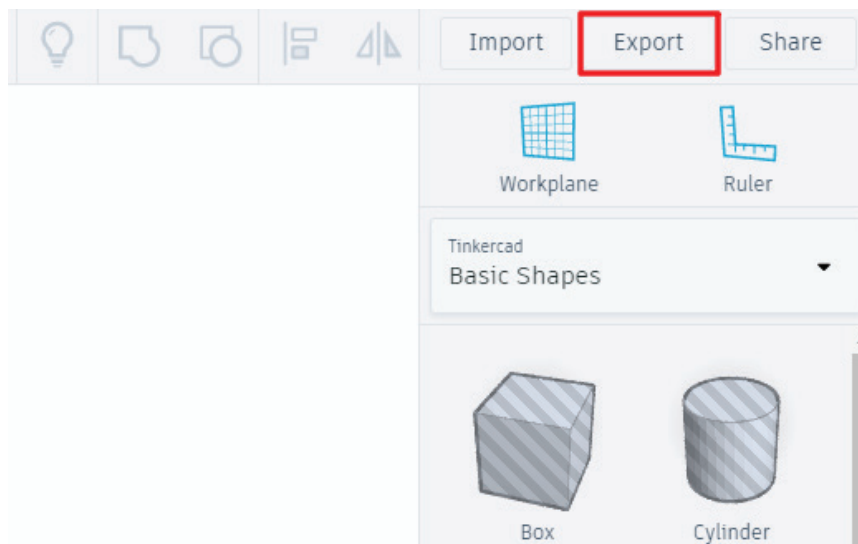 Import Export Share
Workplane Ruler
Tinkercad
Basic Shapes
Box Cylinder